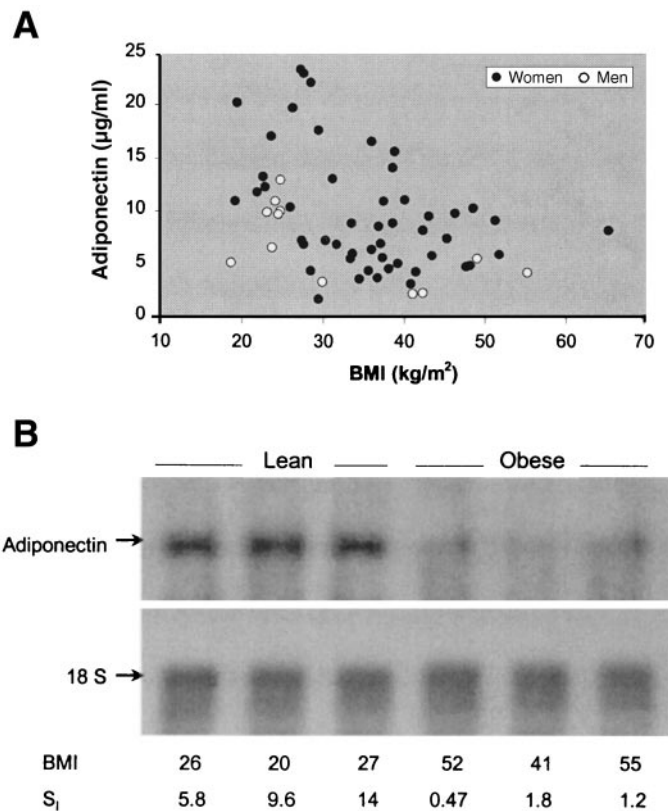 A
25
20
15
10
5
0
Adiponectin (µg/ml)
Women Men
10 20 30 40 50 60 70
BMI (kg/m²)
B
Lean Obese
Adiponectin
18 S
BMI 26 20 27 52 41 55
S_I 5.8 9.6 14 0.47 1.8 1.2